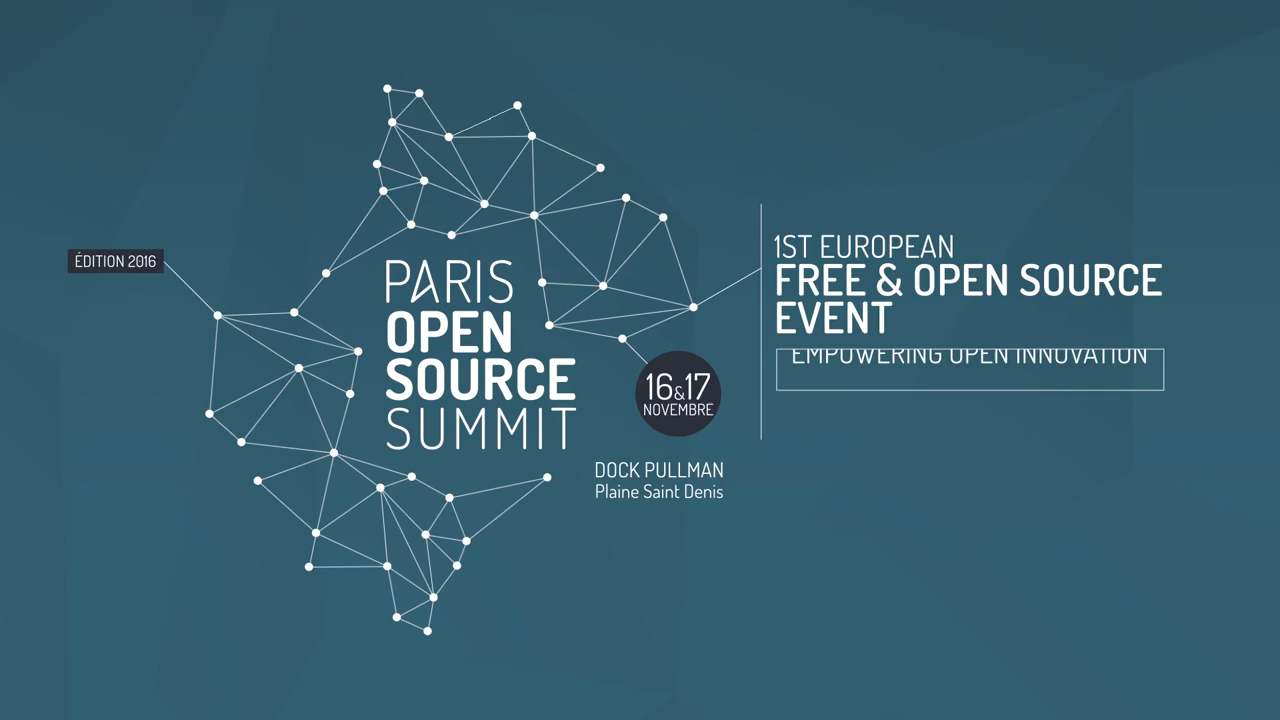 ÉDITION 2016
PARIS
OPEN
SOURCE
SUMMIT
16&17
NOVEMBRE
DOCK PULLMAN
Plaine Saint Denis
1ST EUROPEAN
FREE & OPEN SOURCE
EVENT
EMPOWERING OPEN INNOVATION